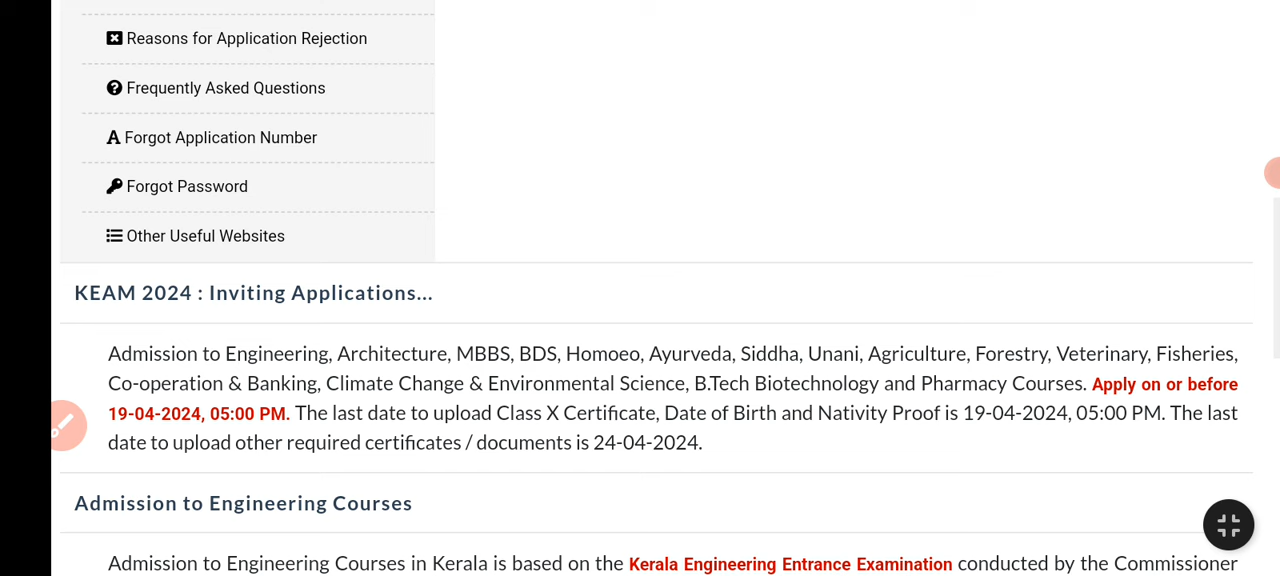 Reasons for Application Rejection
Frequently Asked Questions
Forgot Application Number
Forgot Password
Other Useful Websites
KEAM 2024 : Inviting Applications...
Admission to Engineering, Architecture, MBBS, BDS, Homoeo, Ayurveda, Siddha, Unani, Agriculture, Forestry, Veterinary, Fisheries,
Co-operation & Banking, Climate Change & Environmental Science, B.Tech Biotechnology and Pharmacy Courses. Apply on or before
19-04-2024, 05:00 PM. The last date to upload Class X Certificate, Date of Birth and Nativity Proof is 19-04-2024, 05:00 PM. The last
date to upload other required certificates / documents is 24-04-2024.
Admission to Engineering Courses
Admission to Engineering Courses in Kerala is based on the Kerala Engineering Entrance Examination conducted by the Commissioner